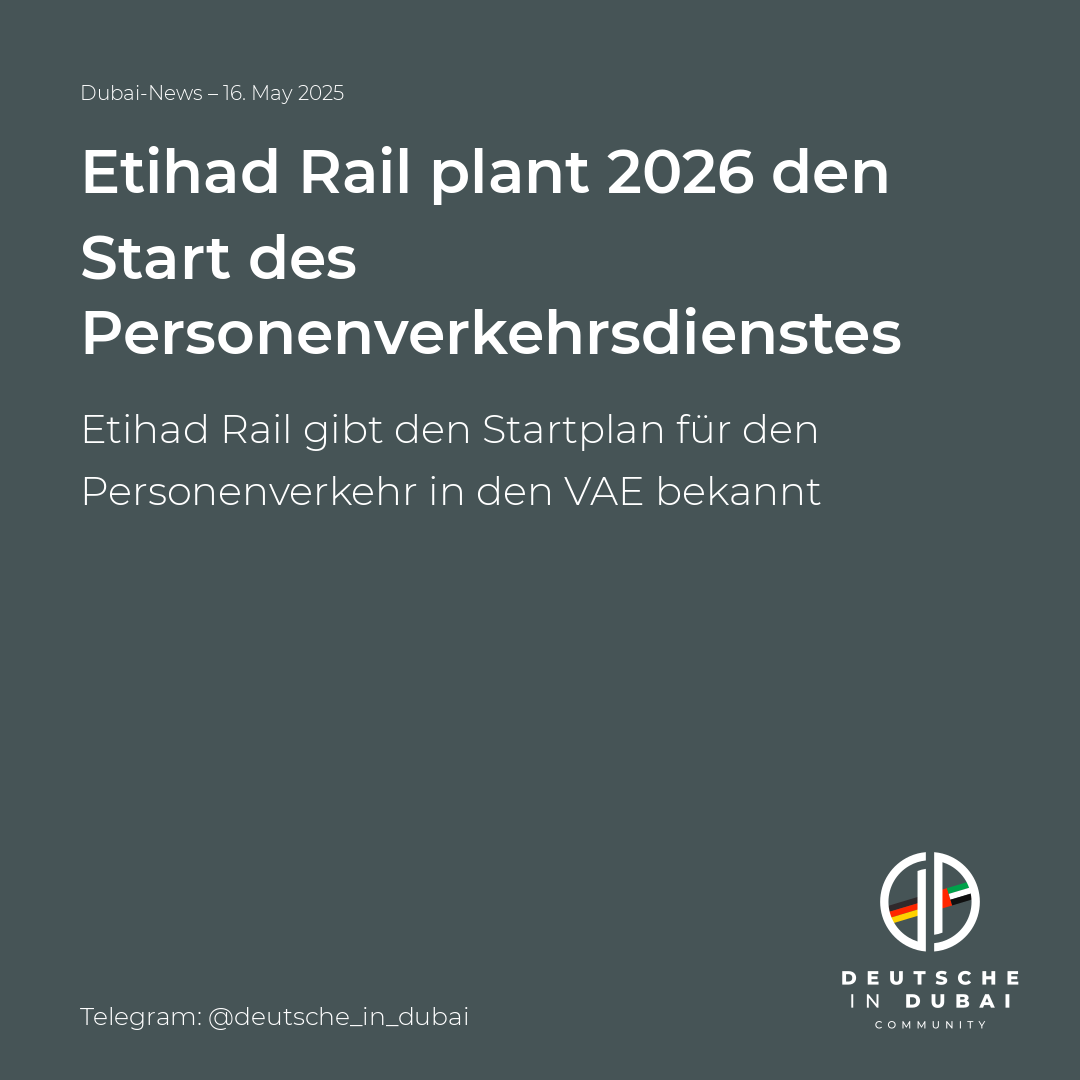 Dubai-News – 16. May 2025
Etihad Rail plant 2026 den
Start des
Personenverkehrsdienstes
Etihad Rail gibt den Startplan für den
Personenverkehr in den VAE bekannt
DEUTSCHE
IN DUBAI
COMMUNITY
Telegram: @deutsche_in_dubai